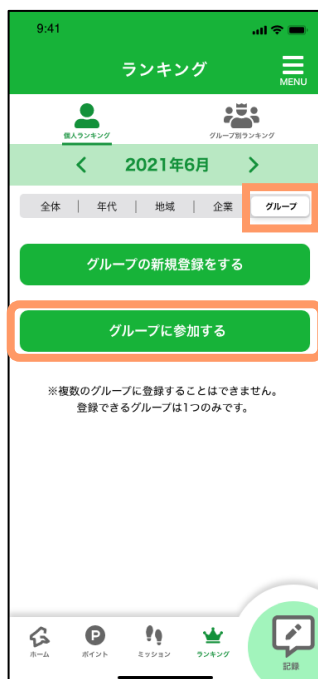 9:41
ランキング
MENU
個人ランキング
グループ別ランキング
2021年6月
全体 | 年代 | 地域 | 企業 グループ
グループの新規登録をする
グループに参加する
※複数のグループに登録することはできません。
登録できるグループは1つのみです。
ホーム
ポイント
ミッション
ランキング
記録